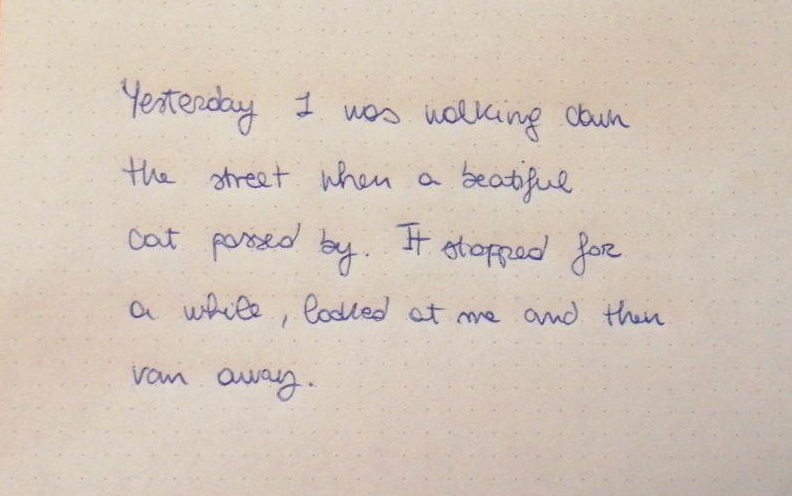 Yesterday I was walking down
the street when a beatiful
cat passed by. It stopped for
a while, looked at me and then
ran away.